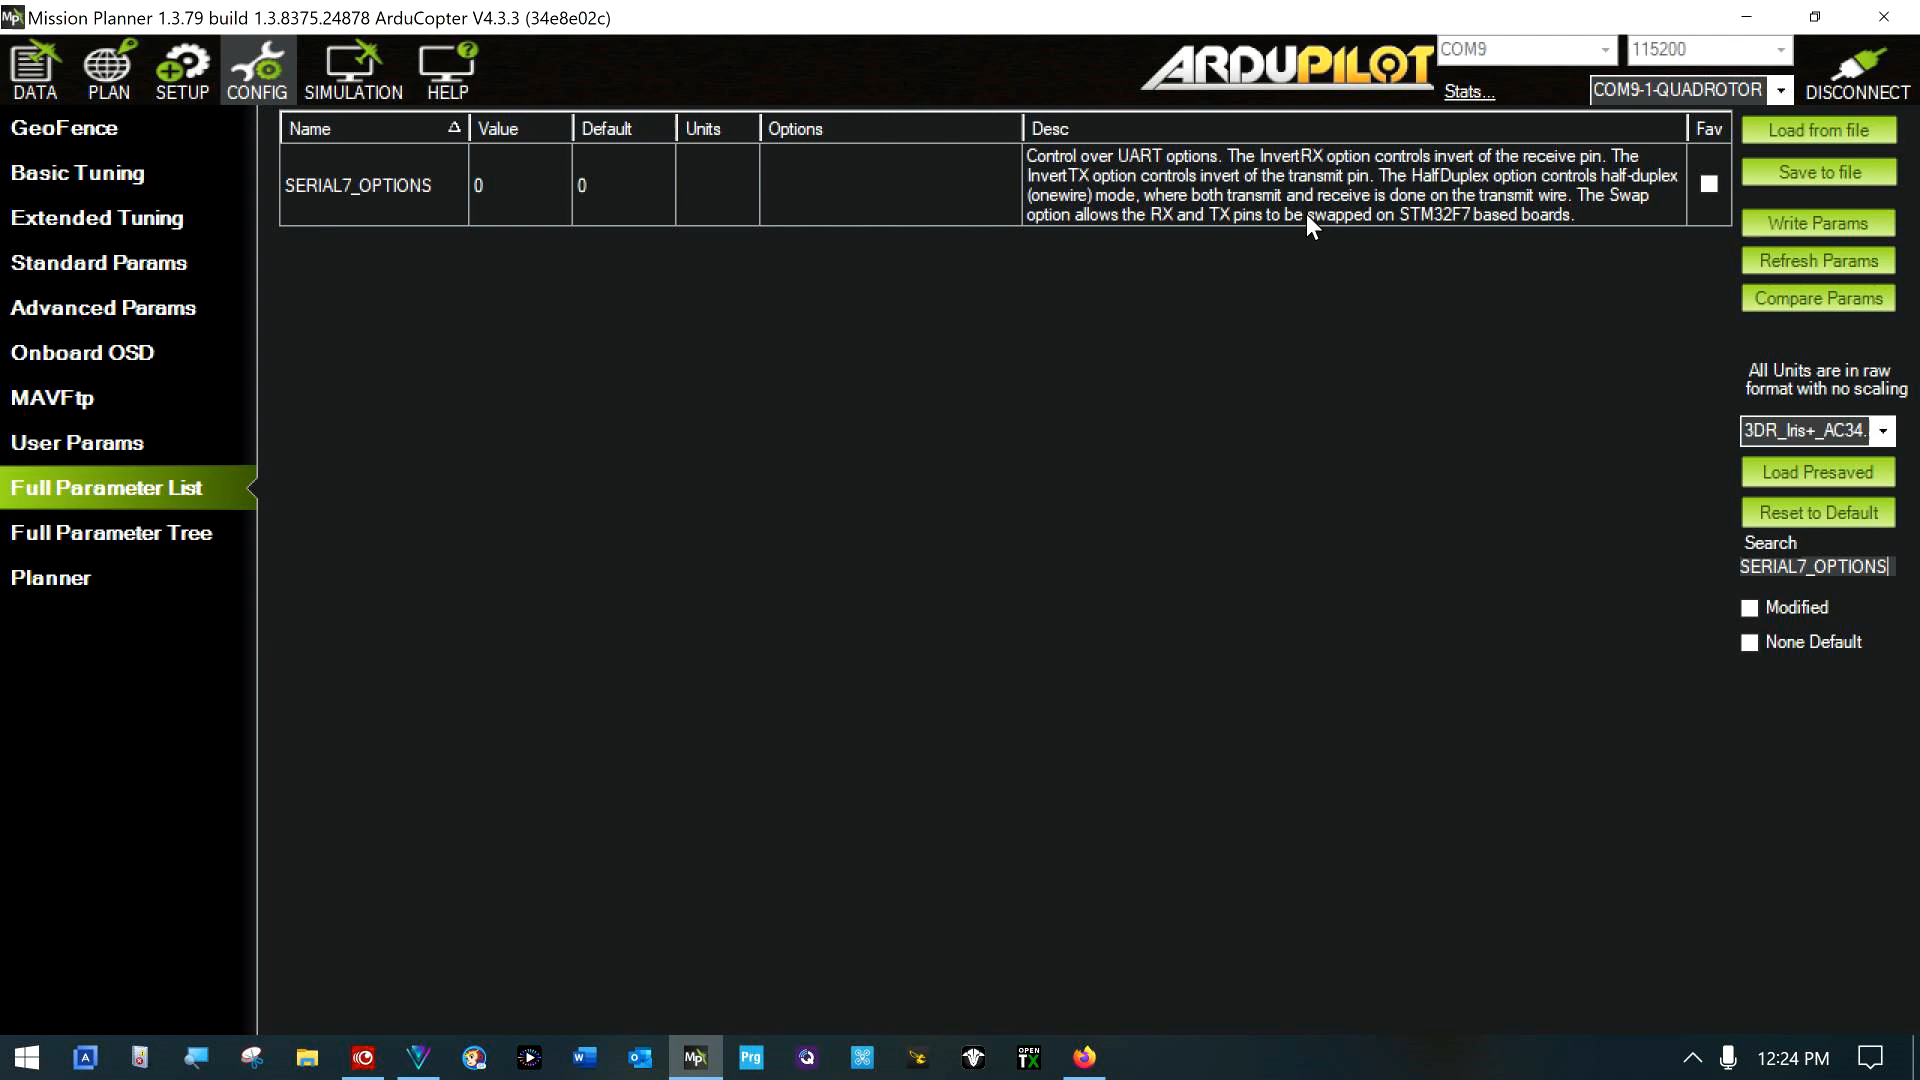 Mission Planner 1.3.79 build 1.3.8375.24878 ArduCopter V4.3.3 (34e8e02c)
DATA
PLAN
SETUP
CONFIG
SIMULATION
HELP
ARDUPILOT
COM9
115200
Stats...
COM9-1-QUADROTOR
DISCONNECT
GeoFence
Basic Tuning
Extended Tuning
Standard Params
Advanced Params
Onboard OSD
MAVFtp
User Params
Full Parameter List
Full Parameter Tree
Planner
Name
Value
Default
Units
Options
Desc
Fav
SERIAL7_OPTIONS
0
0
Control over UART options. The InvertRX option controls invert of the receive pin. The
InvertTX option controls invert of the transmit pin. The HalfDuplex option controls half-duplex
(onewire) mode, where both transmit and receive is done on the transmit wire. The Swap
option allows the RX and TX pins to be swapped on STM32F7 based boards.
Load from file
Save to file
Write Params
Refresh Params
Compare Params
All Units are in raw
format with no scaling
3DR_Iris+_AC34.
Load Presaved
Reset to Default
Search
SERIAL7_OPTIONS
Modified
None Default
Mp
Prg
OPEN
TX
12:24 PM